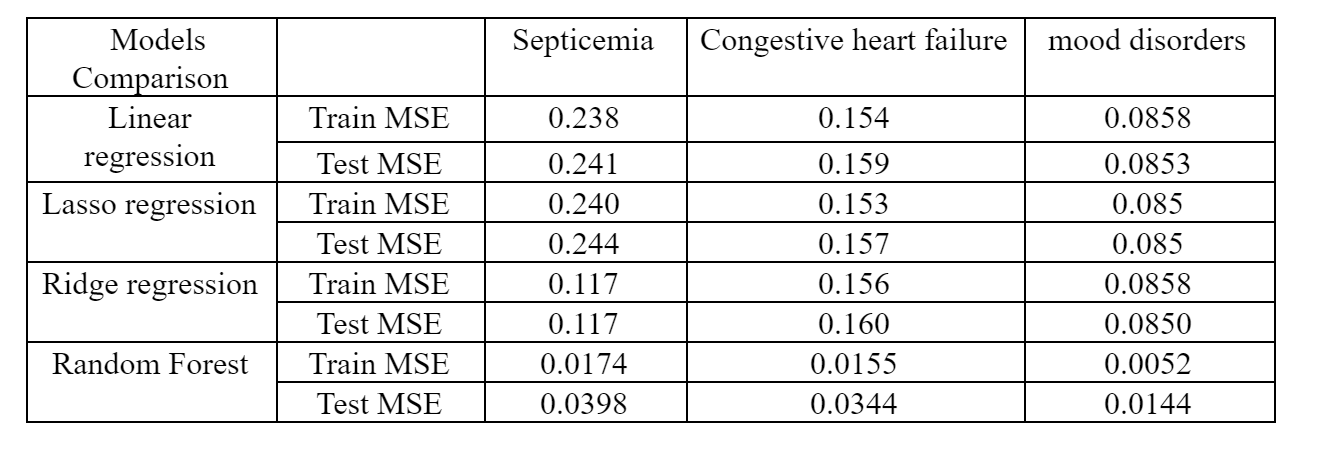 Models Comparison Septicemia Congestive heart failure mood disorders
Linear regression Train MSE 0.238 0.154 0.0858
Test MSE 0.241 0.159 0.0853
Lasso regression Train MSE 0.240 0.153 0.085
Test MSE 0.244 0.157 0.085
Ridge regression Train MSE 0.117 0.156 0.0858
Test MSE 0.117 0.160 0.0850
Random Forest Train MSE 0.0174 0.0155 0.0052
Test MSE 0.0398 0.0344 0.0144